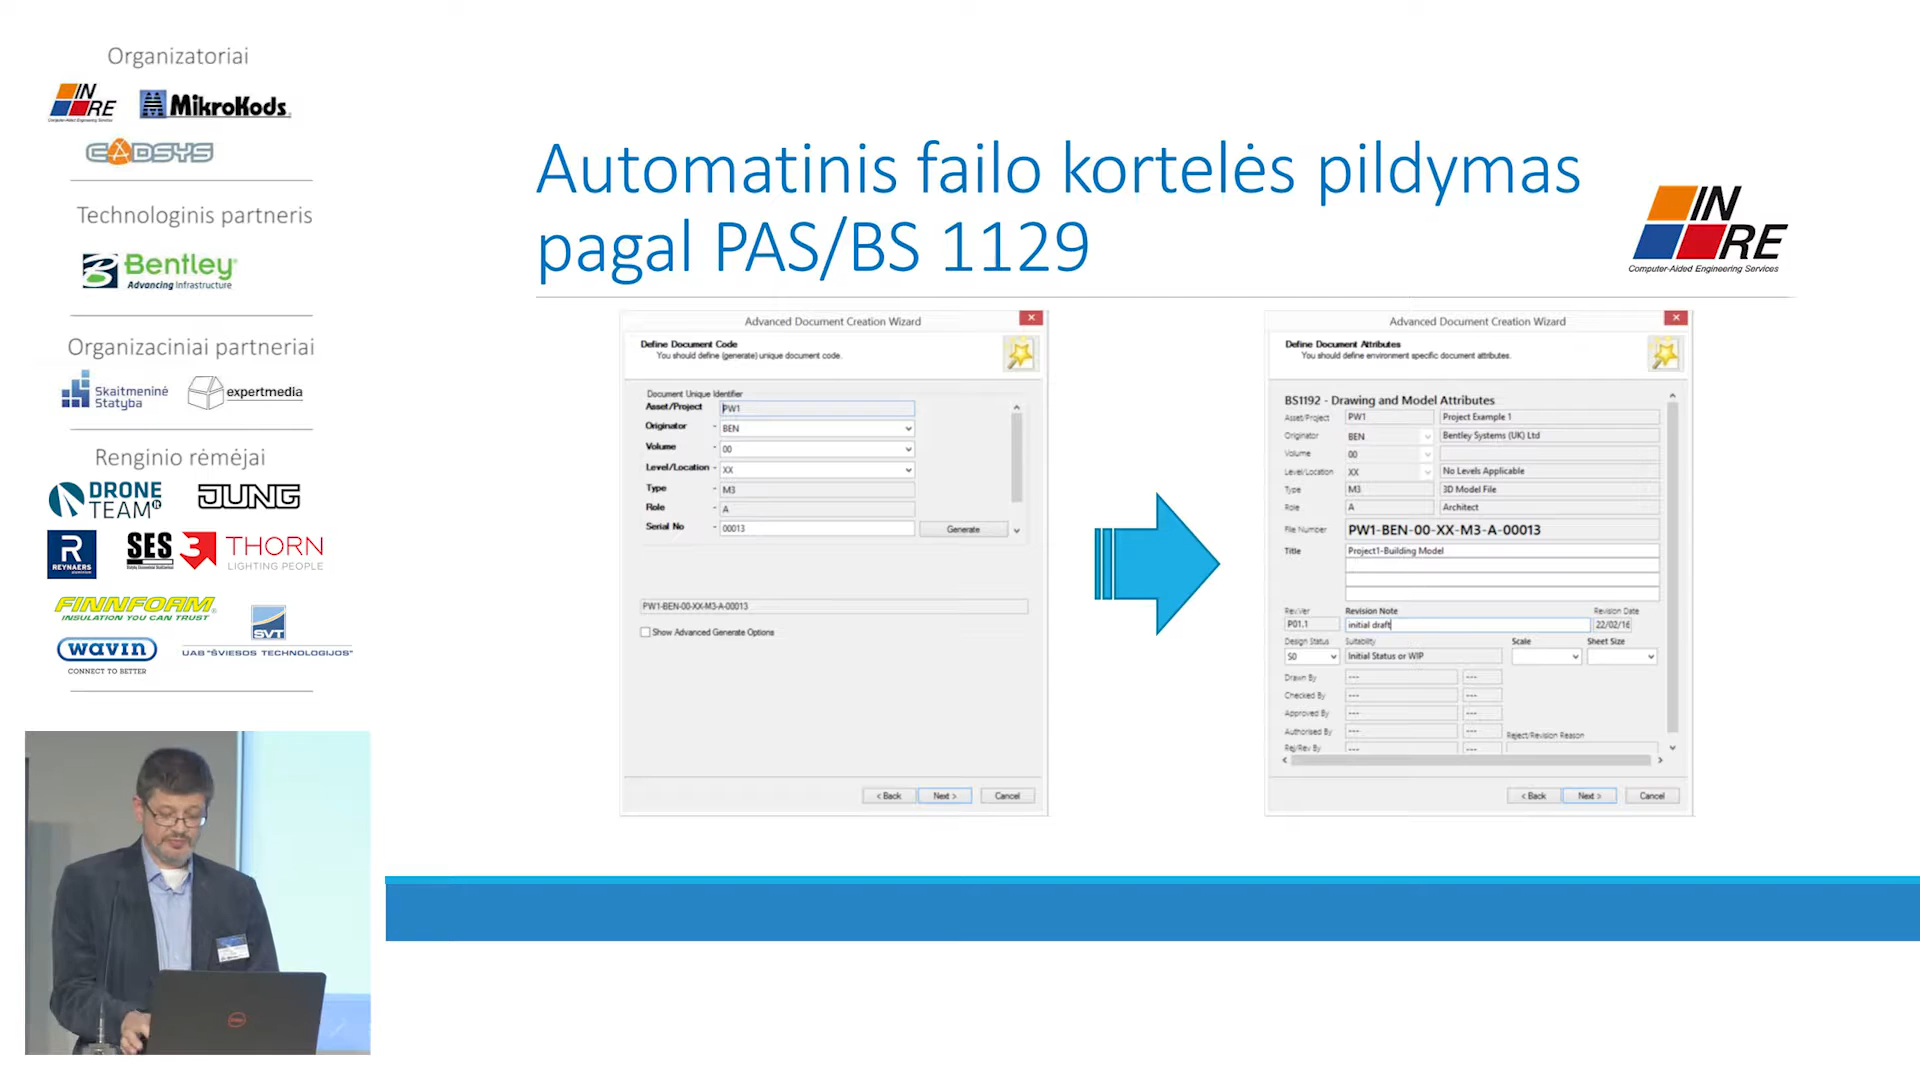 Organizatoriai
IN RE
Computer-Aided Engineering Services
MikroKods
CADSYS
Technologinis partneris
Bentley
Advancing Infrastructure
Organizaciniai partneriai
Skaitmeninė
Statyba
expertmedia
Renginio rėmėjai
DRONE
TEAM lt
JUNG
R
REYNAERS
SES
THORN
LIGHTING PEOPLE
FINNFOAM
INSULATION YOU CAN TRUST
SVT
UAB "ŠVIESOS TECHNOLOGIJOS"
wavin
CONNECT TO BETTER
Automatinis failo kortelės pildymas
pagal PAS/BS 1129
IN RE
Computer-Aided Engineering Services
Advanced Document Creation Wizard
Define Document Code
You should define (generate) unique document code.
Document Unique Identifier
Asset/Project PW1
Originator - BEN
Volume - 00
Level/Location - XX
Type - M3
Role - A
Serial No - 00013 Generate
PW1-BEN-00-XX-M3-A-00013
Show Advanced Generate Options
< Back Next > Cancel
Advanced Document Creation Wizard
Define Document Attributes
You should define environment specific document attributes.
BS1192 - Drawing and Model Attributes
Asset/Project PW1 Project Example 1
Originator BEN Bentley Systems (UK) Ltd
Volume 00
Level/Location XX No Levels Applicable
Type M3 3D Model File
Role A Architect
File Number PW1-BEN-00-XX-M3-A-00013
Title Project1-Building Model
Rev.Ver Revision Note Revision Date
P01.1 initial draft 22/02/16
Design Status Suitability Scale Sheet Size
S0 Initial Status or WIP
Drawn By --- ---
Checked By --- ---
Approved By --- ---
Authorised By --- --- Reject/Revision Reason
Rej/Rev By --- ---
< Back Next > Cancel